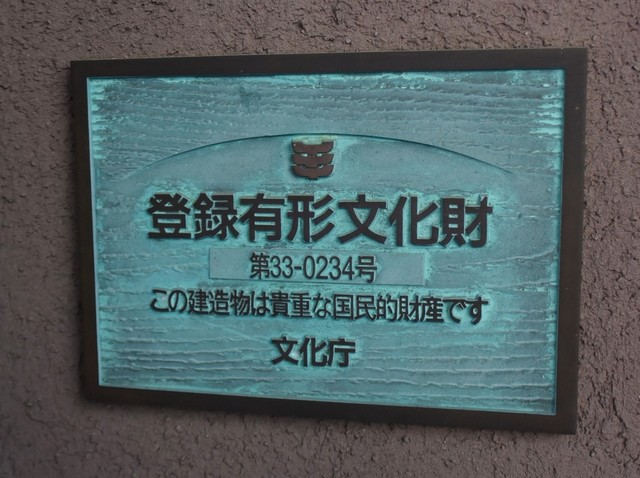 登録有形文化財
第33-0234号
この建造物は貴重な国民的財産です
文化庁